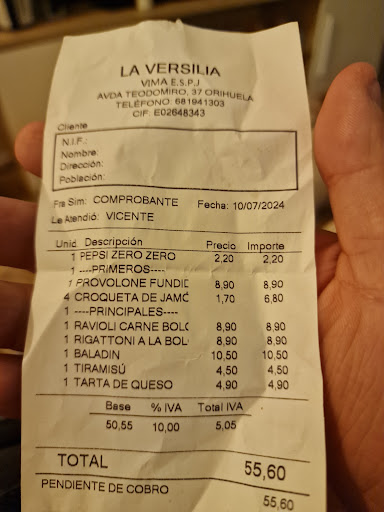 LA VERSILIA
VIMA E.S.P.J
AVDA TEODOMIRO, 37 ORIHUELA
TELÉFONO: 681941303
CIF: E02648343
Cliente
N.I.F.:
Nombre:
Dirección:
Población:
Fra Sim: COMPROBANTE Fecha: 10/07/2024
Le Atendió: VICENTE
Unid Descripción Precio Importe
1 PEPSI ZERO ZERO 2,20 2,20
1 ----PRIMEROS----
1 PROVOLONE FUNDID 8,90 8,90
4 CROQUETA DE JAMÓ 1,70 6,80
1 ----PRINCIPALES----
1 RAVIOLI CARNE BOLO 8,90 8,90
1 RIGATTONI A LA BOL 8,90 8,90
1 BALADIN 10,50 10,50
1 TIRAMISÚ 4,50 4,50
1 TARTA DE QUESO 4,90 4,90
Base % IVA Total IVA
50,55 10,00 5,05
TOTAL 55,60
PENDIENTE DE COBRO 55,60